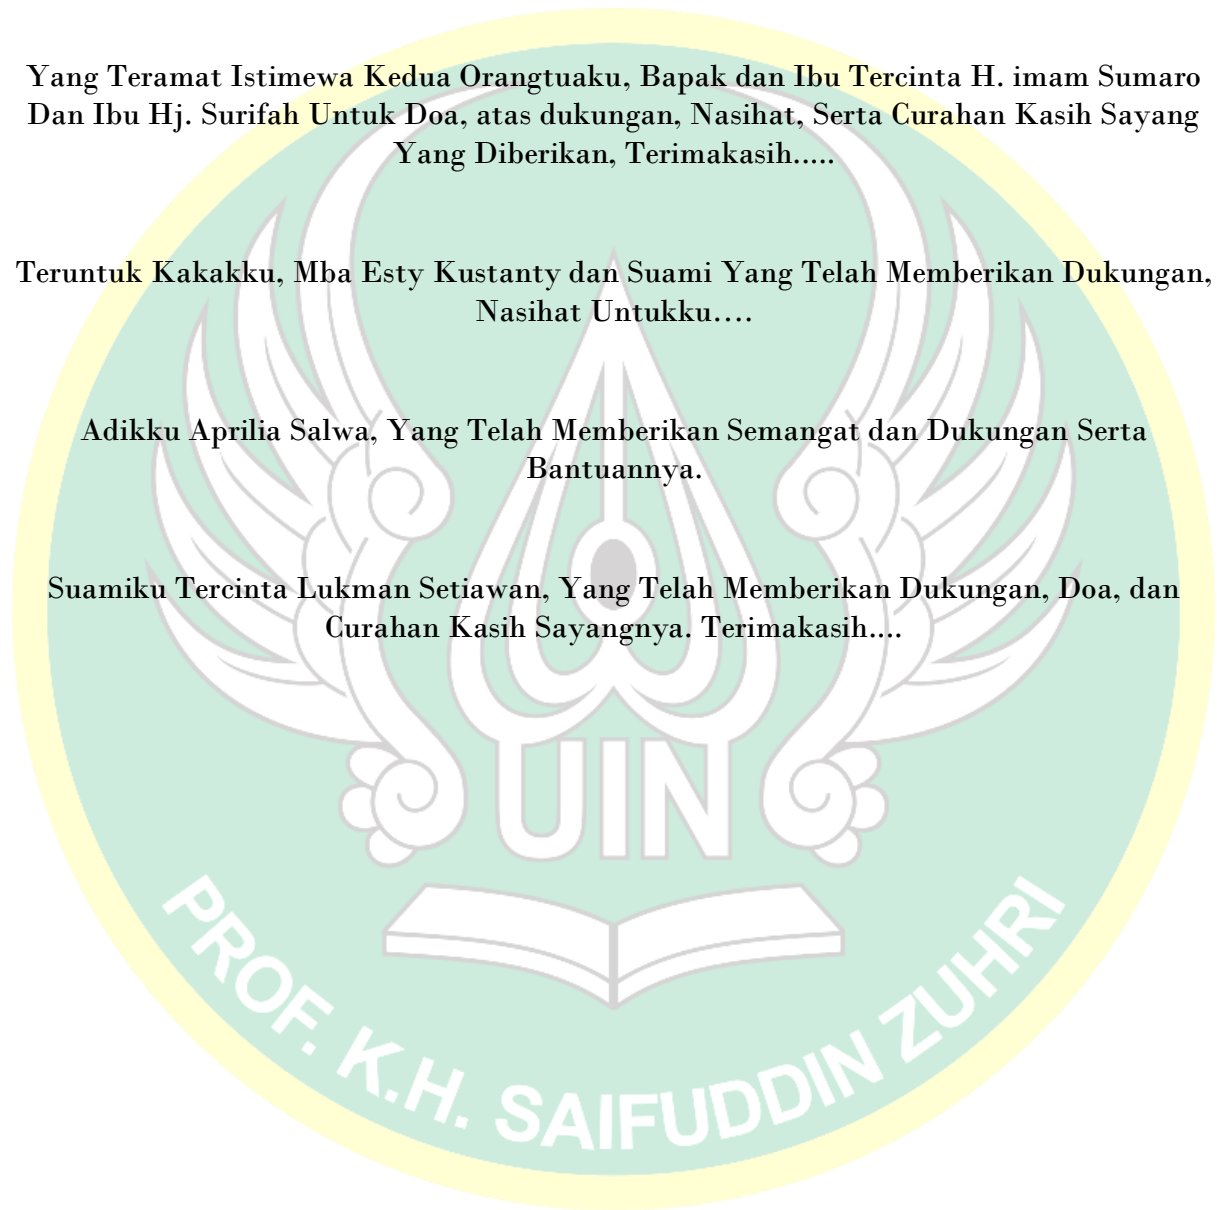 Yang Teramat Istimewa Kedua Orangtuaku, Bapak dan Ibu Tercinta H. imam Sumaro
Dan Ibu Hj. Surifah Untuk Doa, atas dukungan, Nasihat, Serta Curahan Kasih Sayang
Yang Diberikan, Terimakasih.....
Teruntuk Kakakku, Mba Esty Kustanty dan Suami Yang Telah Memberikan Dukungan,
Nasihat Untukku….
Adikku Aprilia Salwa, Yang Telah Memberikan Semangat dan Dukungan Serta
Bantuannya.
Suamiku Tercinta Lukman Setiawan, Yang Telah Memberikan Dukungan, Doa, dan
Curahan Kasih Sayangnya. Terimakasih....
UIN
PROF. K.H. SAIFUDDIN ZUHRI